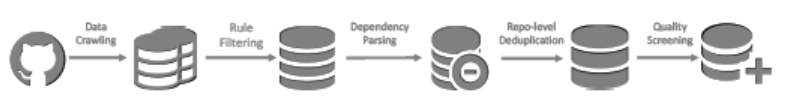 Data
Crawling
Rule
Filtering
Dependency
Parsing
Repo-level
Deduplication
Quality
Screening